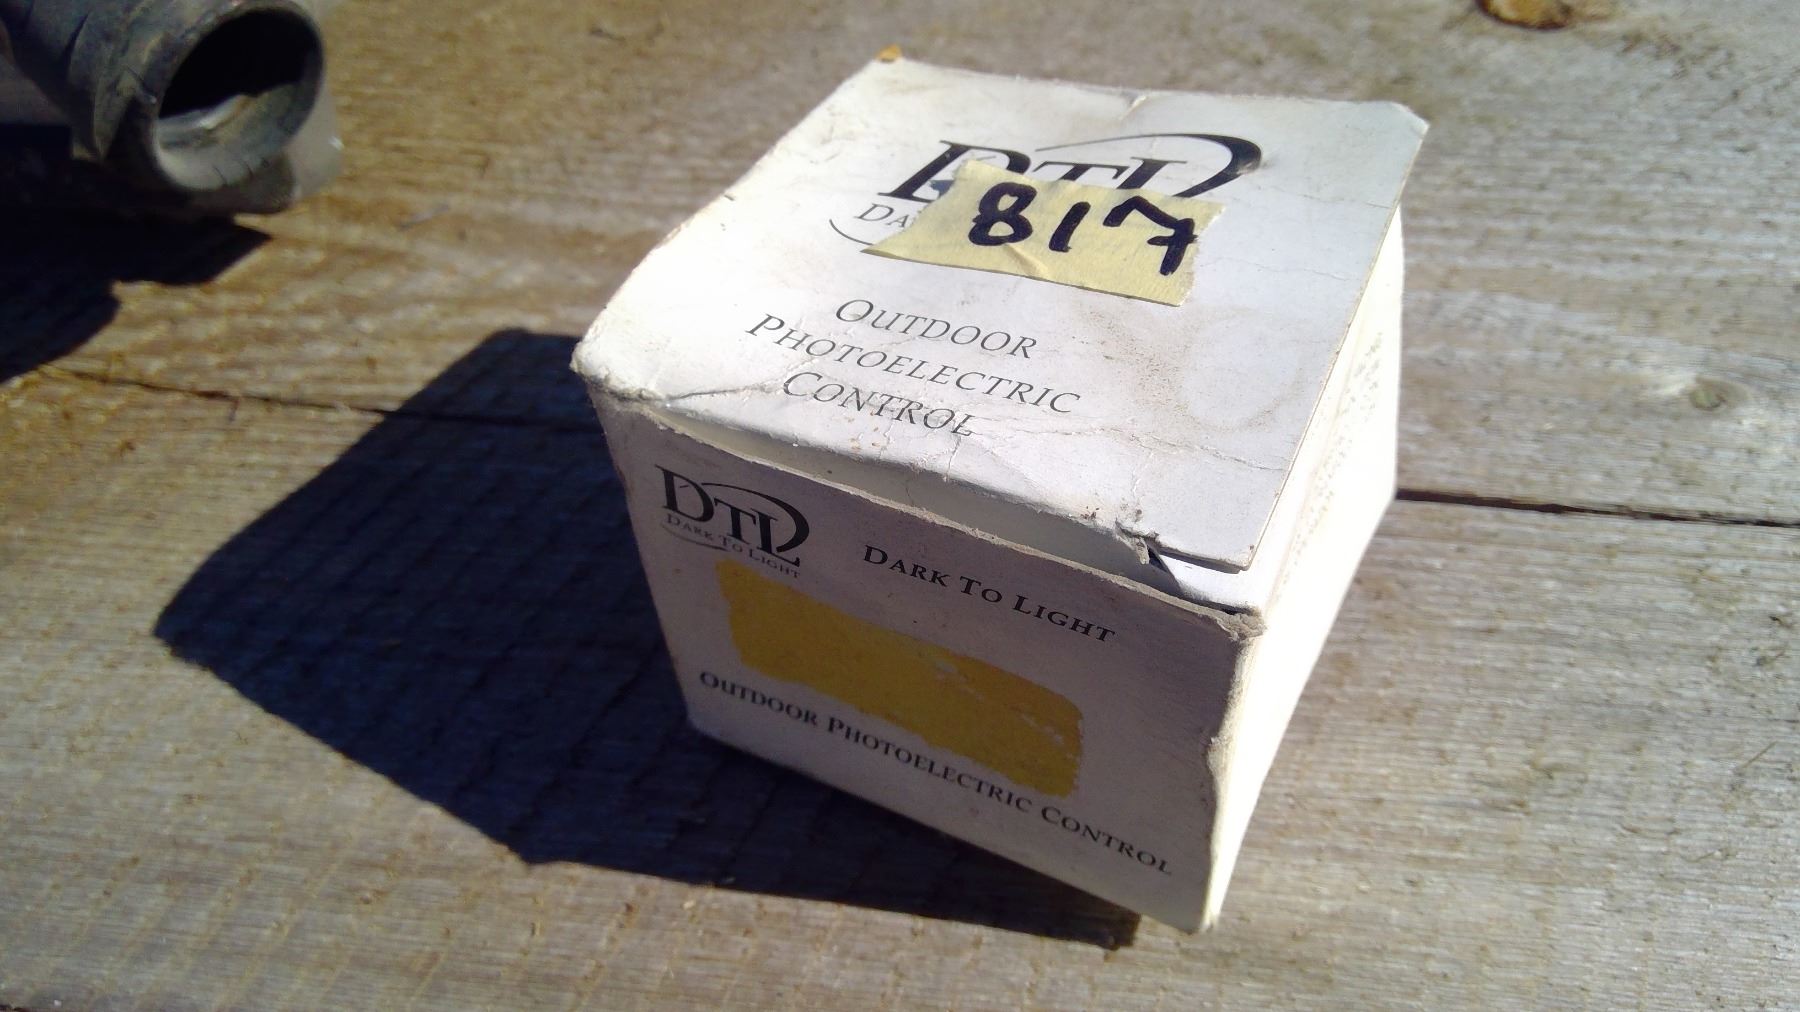 DTL
817
OUTDOOR
PHOTOELECTRIC
CONTROL
DTL
DARK TO LIGHT
DARK TO LIGHT
OUTDOOR PHOTOELECTRIC CONTROL